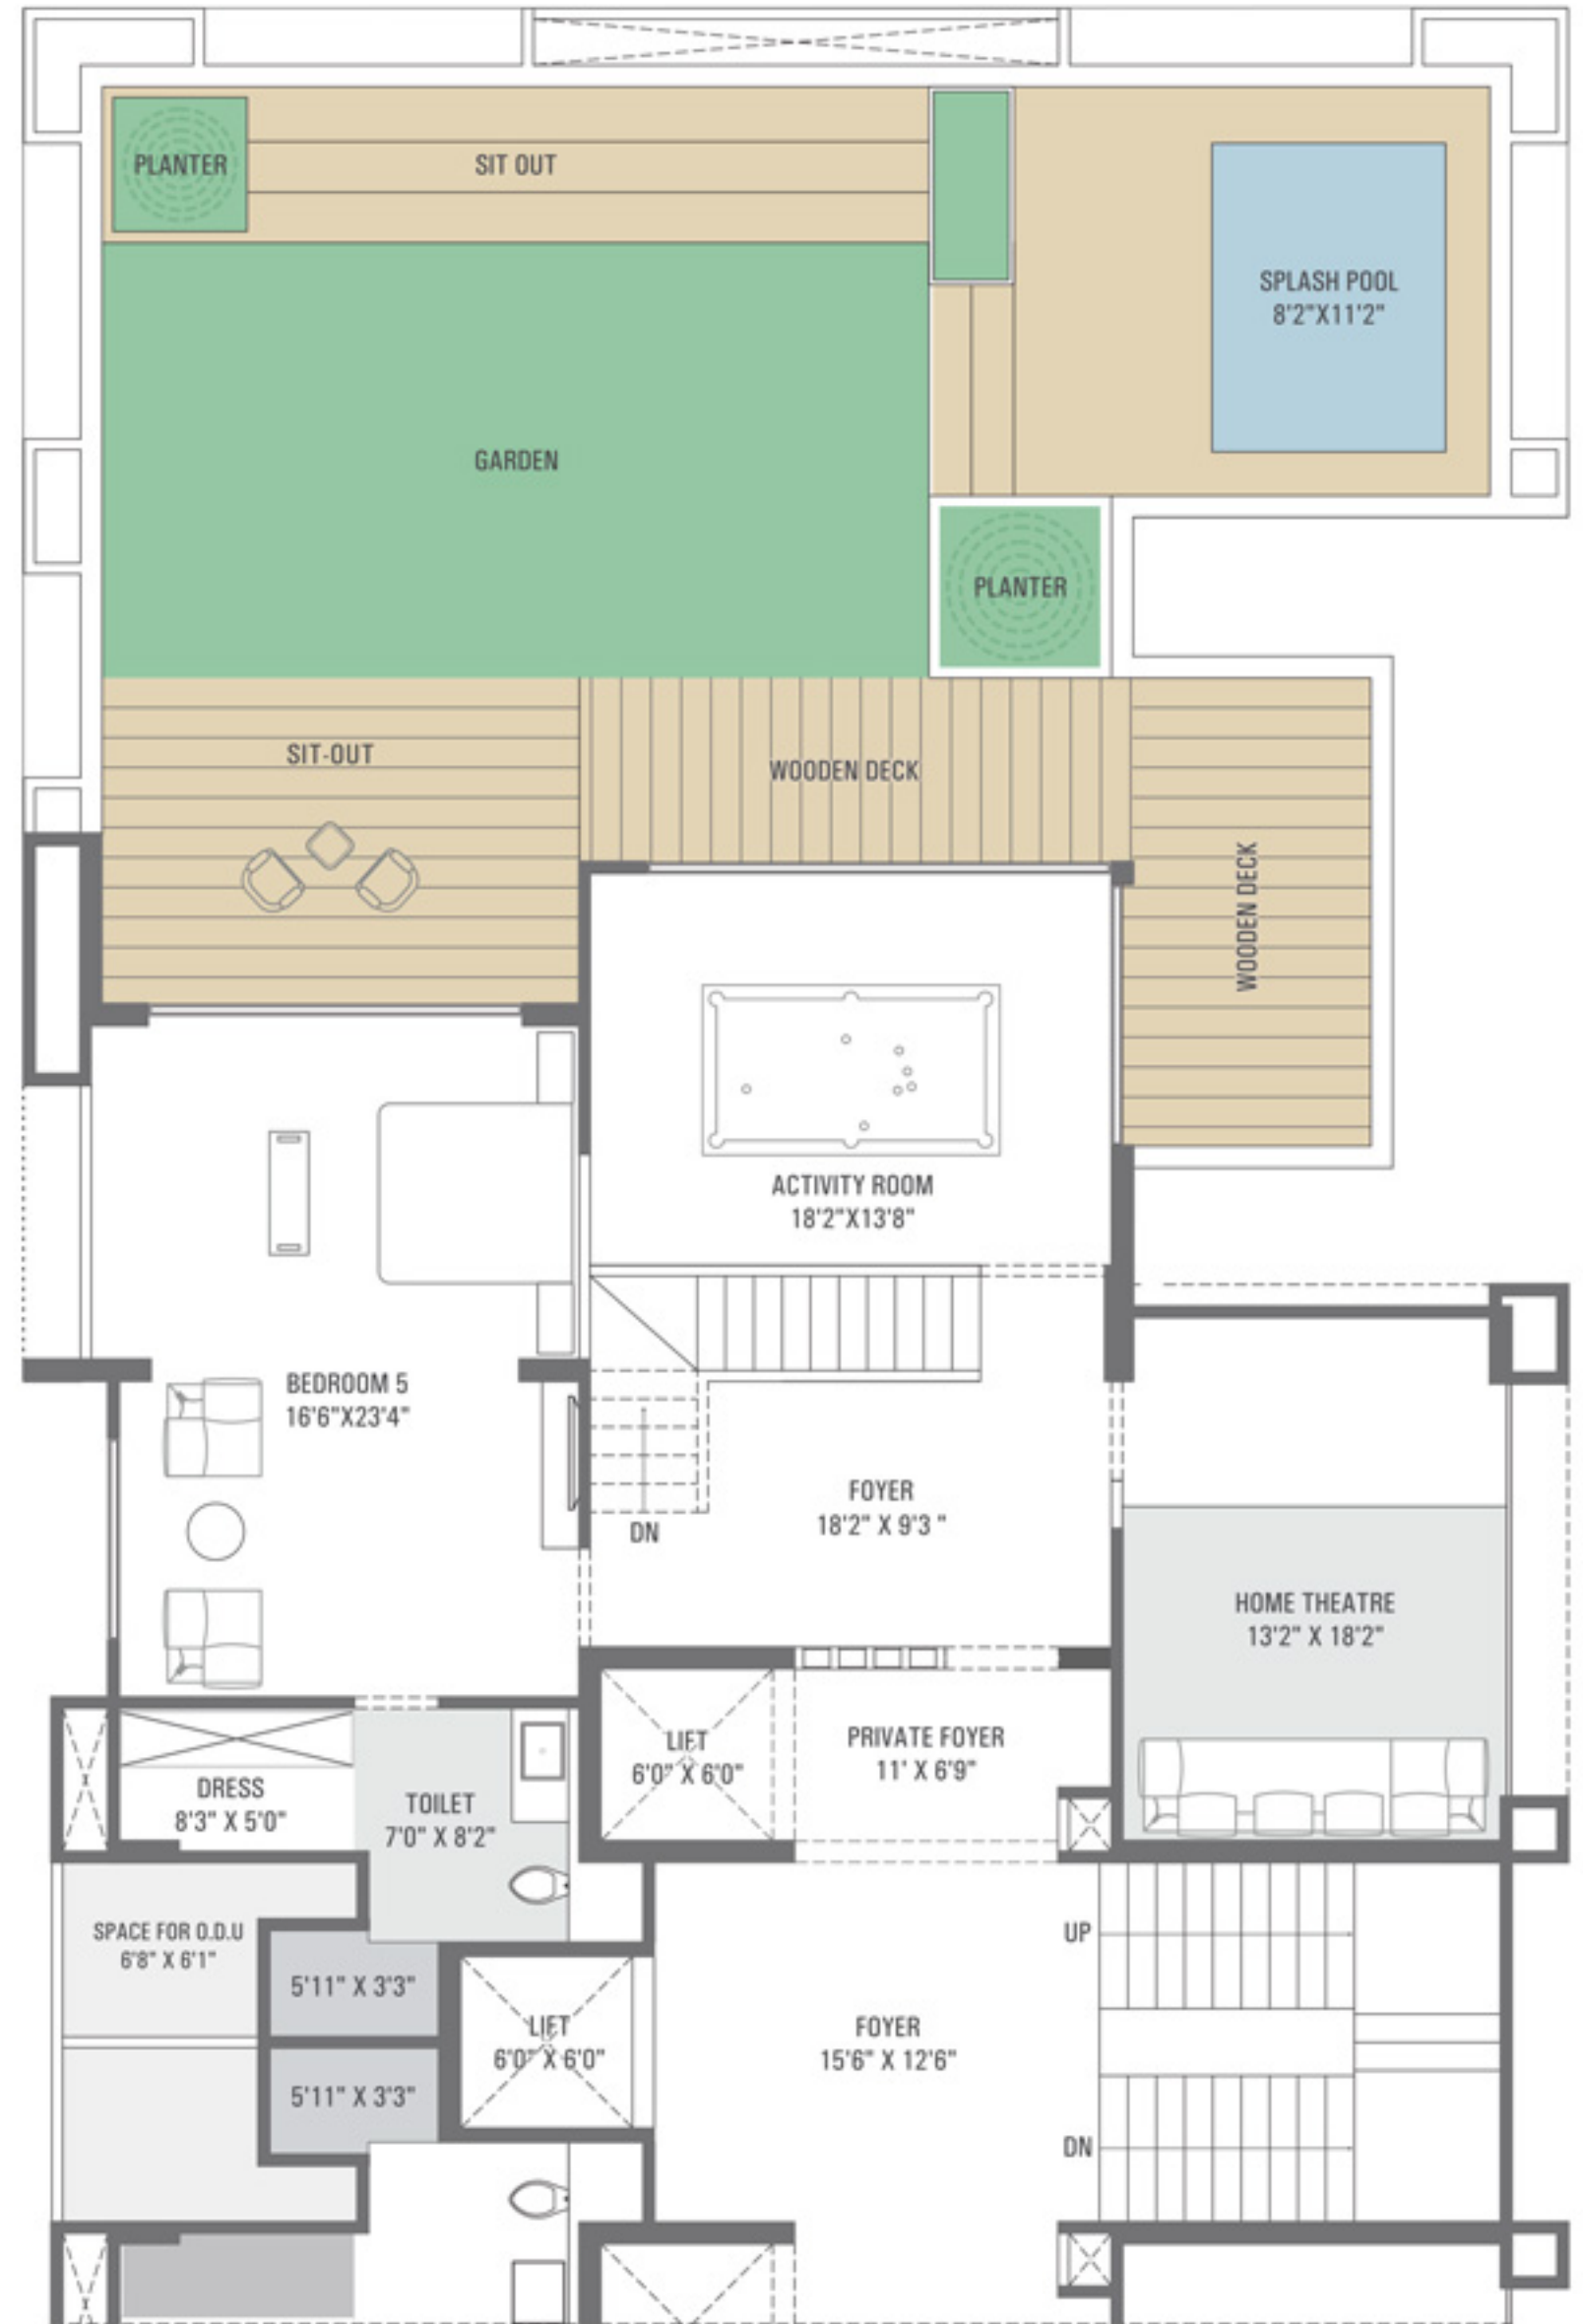 PLANTER
SIT OUT
SPLASH POOL
8'2"X11'2"
GARDEN
PLANTER
SIT-OUT
WOODEN DECK
WOODEN DECK
ACTIVITY ROOM
18'2"X13'8"
BEDROOM 5
16'6"X23'4"
FOYER
18'2" X 9'3 "
DN
HOME THEATRE
13'2" X 18'2"
LIFT
6'0" X 6'0"
PRIVATE FOYER
11' X 6'9"
DRESS
8'3" X 5'0"
TOILET
7'0" X 8'2"
SPACE FOR O.D.U
6'8" X 6'1"
UP
5'11" X 3'3"
LIFT
6'0" X 6'0"
FOYER
15'6" X 12'6"
5'11" X 3'3"
DN